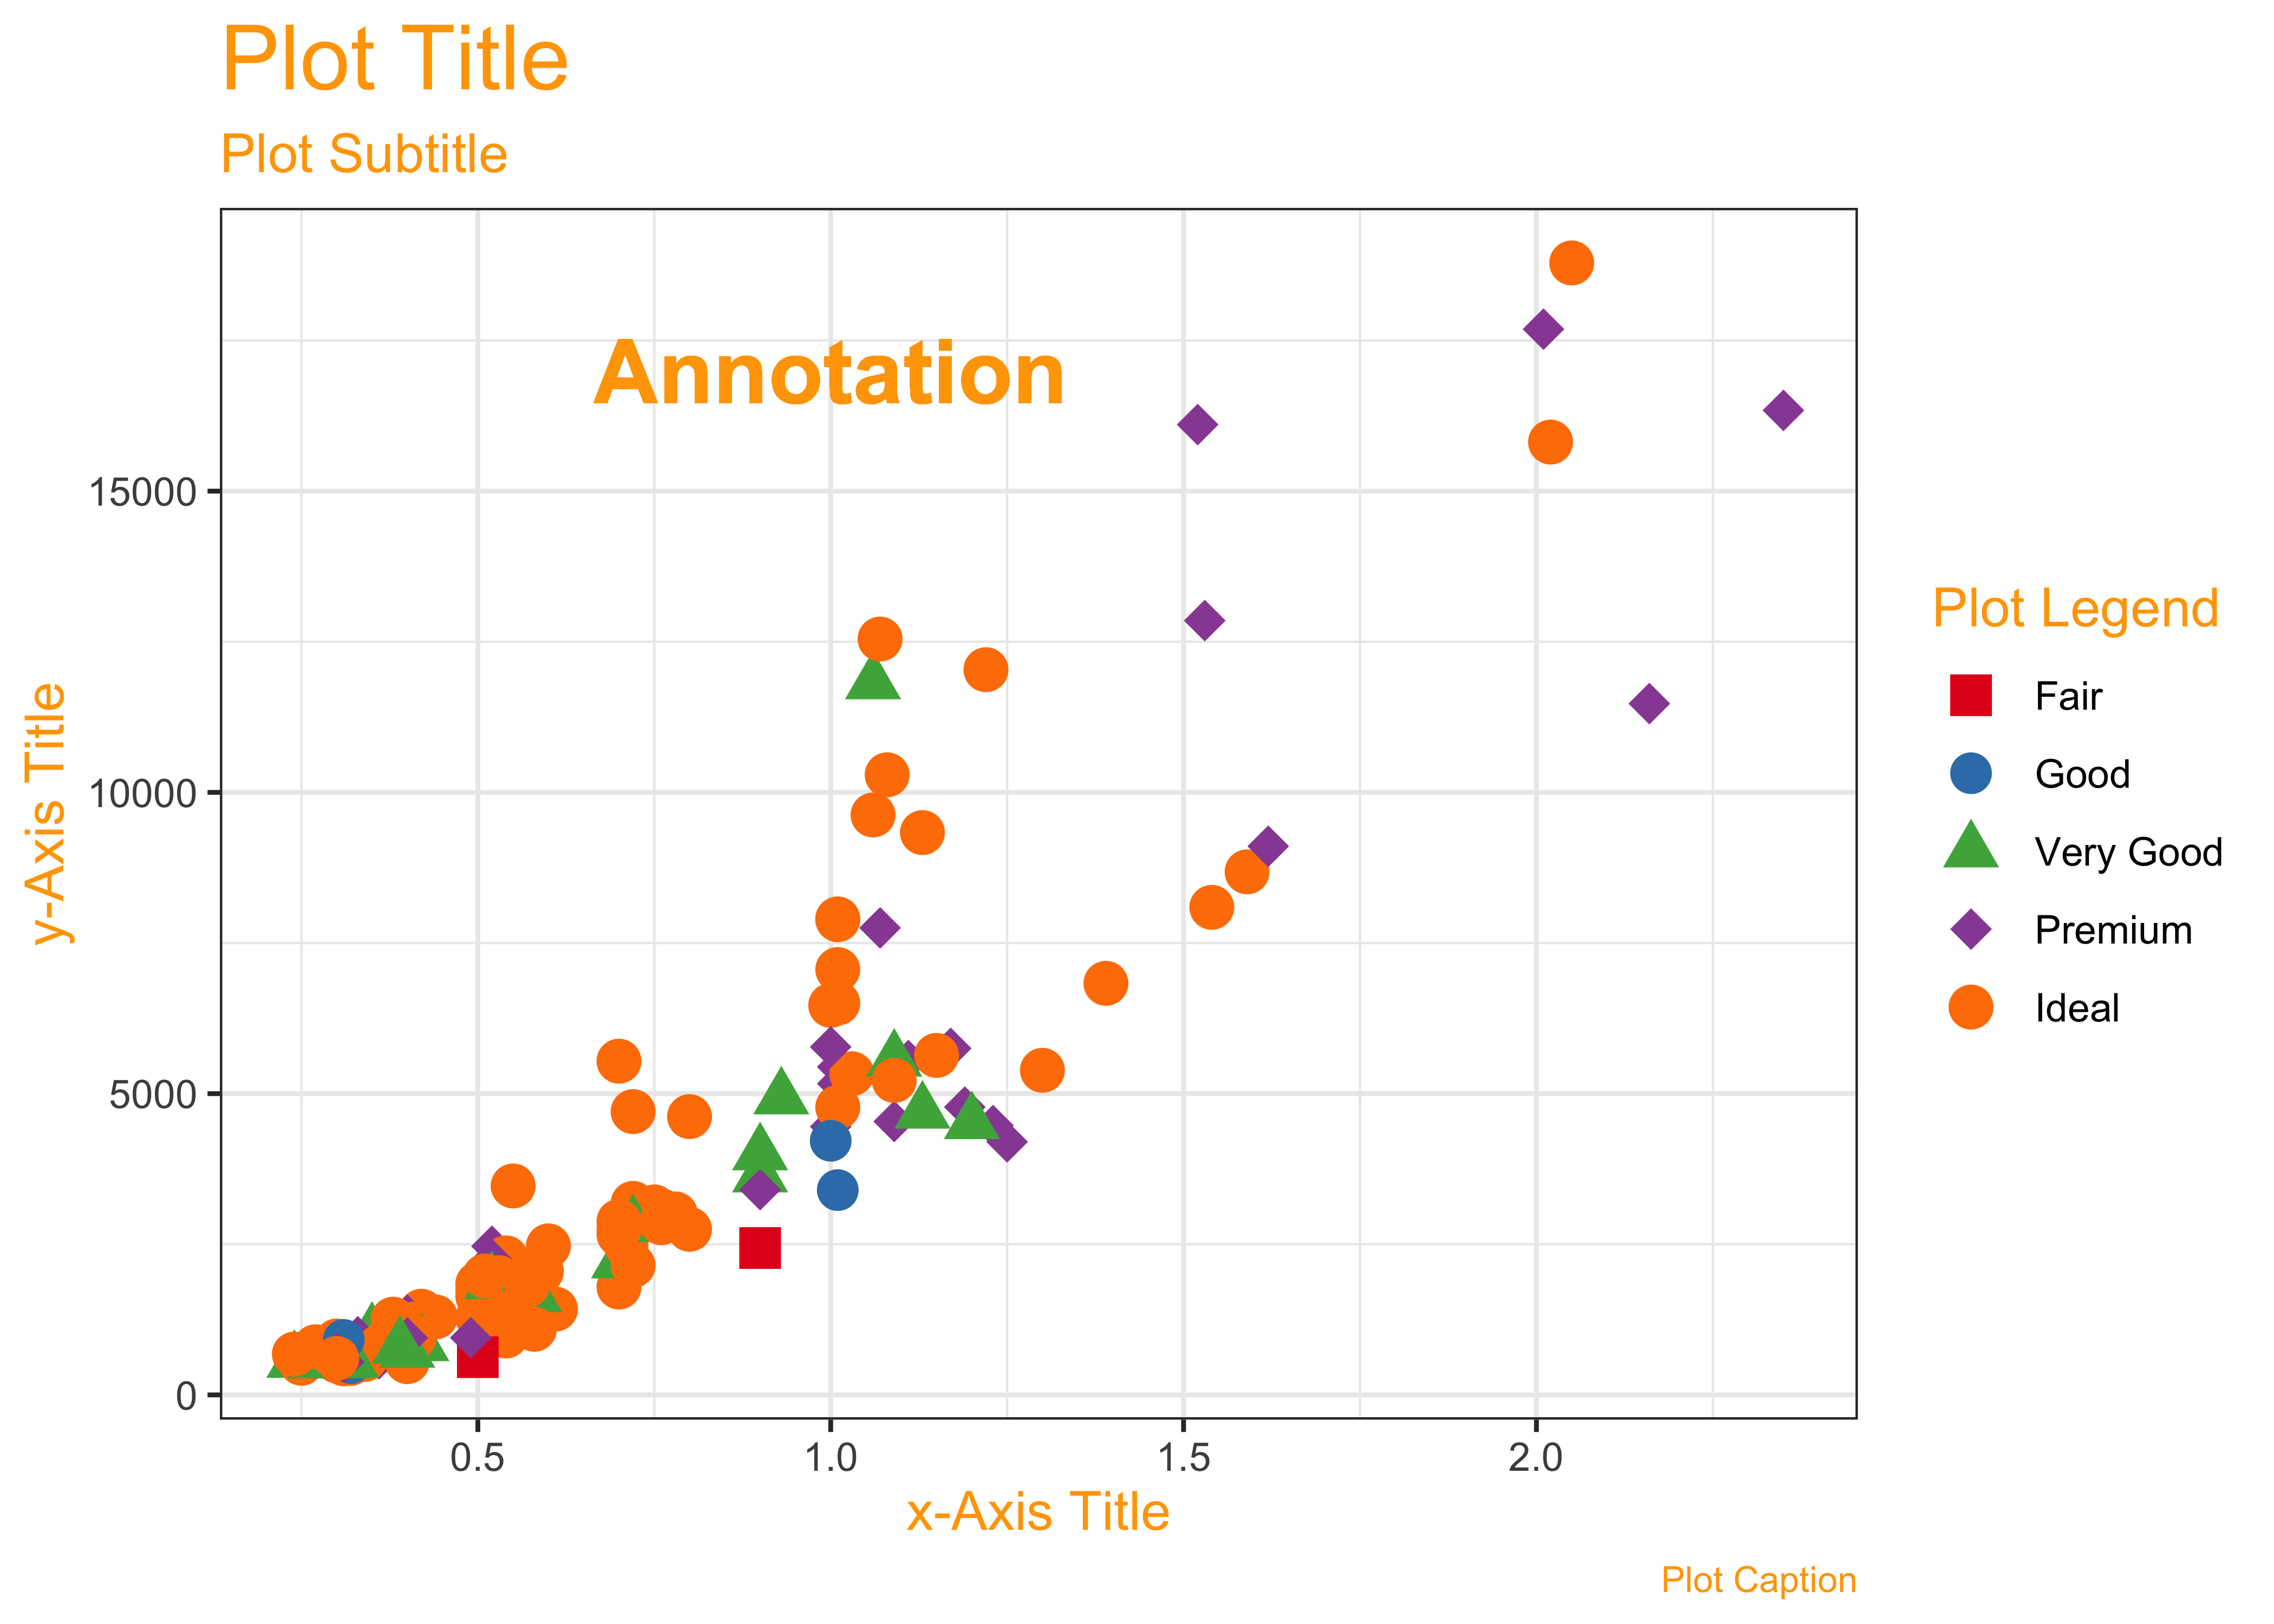 Plot Title
Plot Subtitle
Annotation
15000
10000
5000
0
y-Axis Title
0.5 1.0 1.5 2.0
x-Axis Title
Plot Legend
Fair
Good
Very Good
Premium
Ideal
Plot Caption